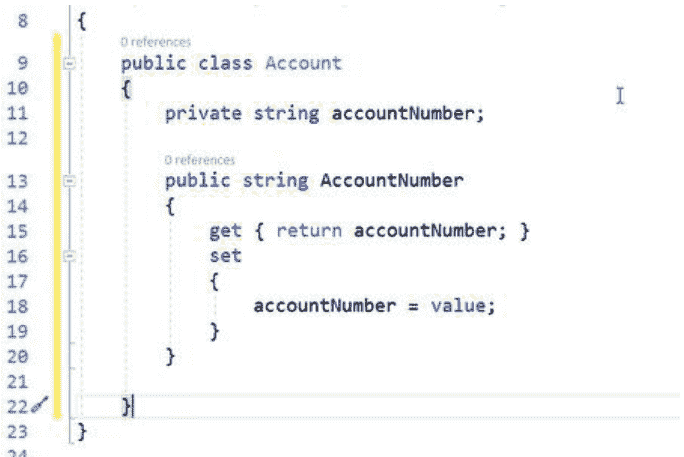 8 {
0 references
9 public class Account
10 {
11 private string accountNumber;
12
0 references
13 public string AccountNumber
14 {
15 get { return accountNumber; }
16 set
17 {
18 accountNumber = value;
19 }
20 }
21
22 }
23 }
24